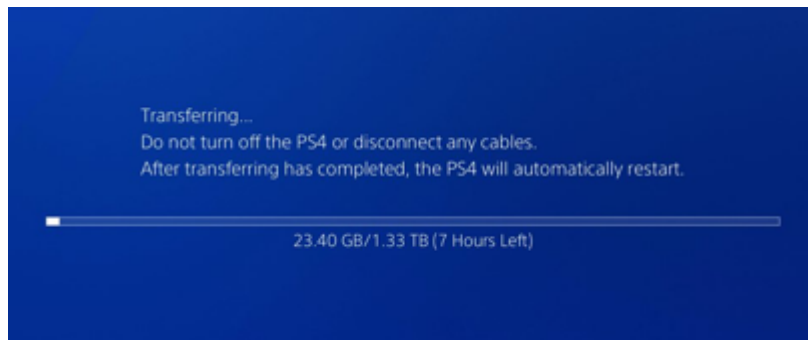 Transferring...
Do not turn off the PS4 or disconnect any cables.
After transferring has completed, the PS4 will automatically restart.
23.40 GB/1.33 TB (7 Hours Left)